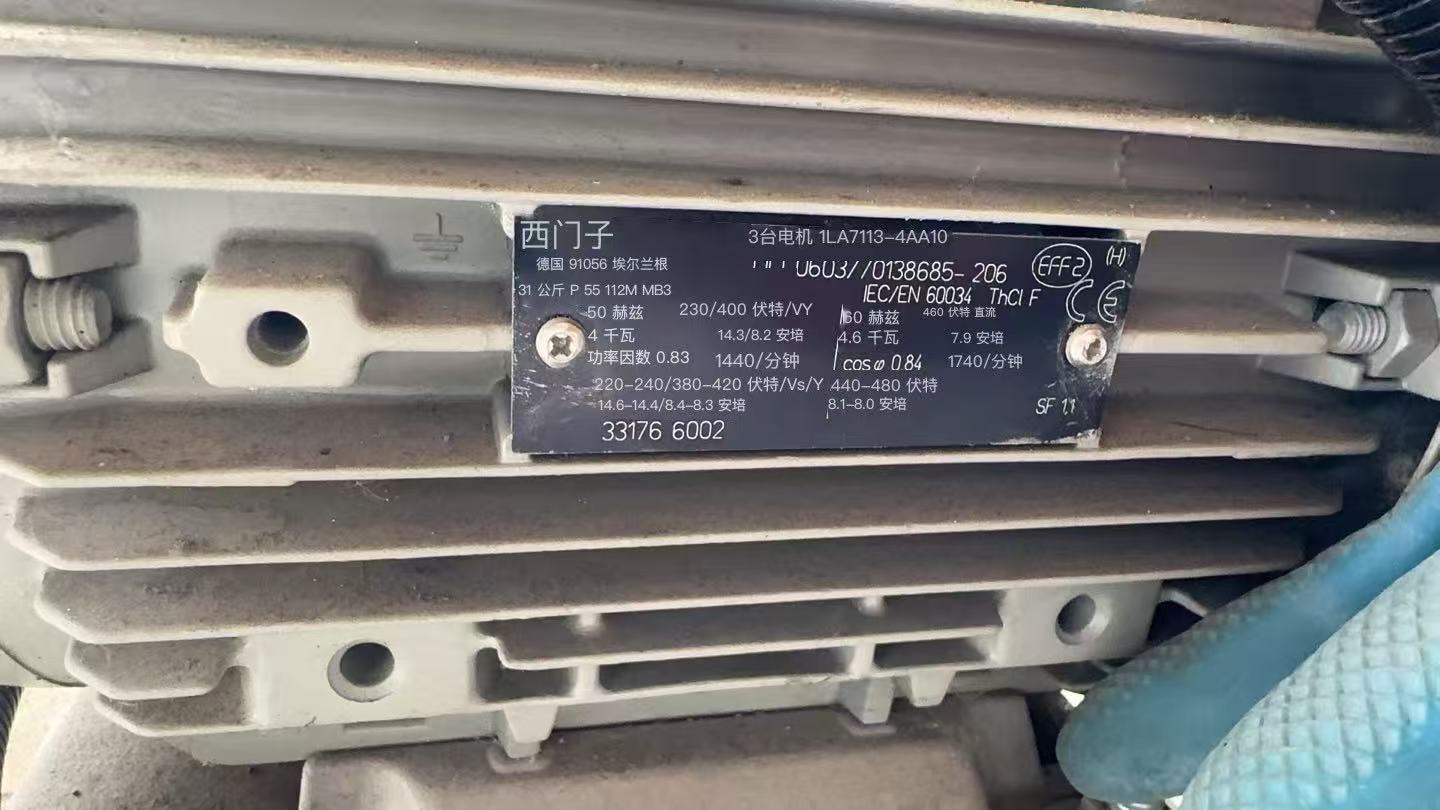 西门子
3台电机 1LA7113-4AA10
(H)
德国 91056 埃尔兰根
0138685-206
EFF2
31 公斤 P 55 112M MB3
IEC/EN 60034 ThCl F
CE
50 赫兹 230/400 伏特/VY
60 赫兹 460 伏特 直流
4 千瓦 14.3/8.2 安培
4.6 千瓦 7.9 安培
功率因数 0.83 1440/分钟
cos φ 0.84 1740/分钟
220-240/380-420 伏特/Vs/Y 440-480 伏特
14.6-14.4/8.4-8.3 安培 8.1-8.0 安培
SF 1.1
33176 6002